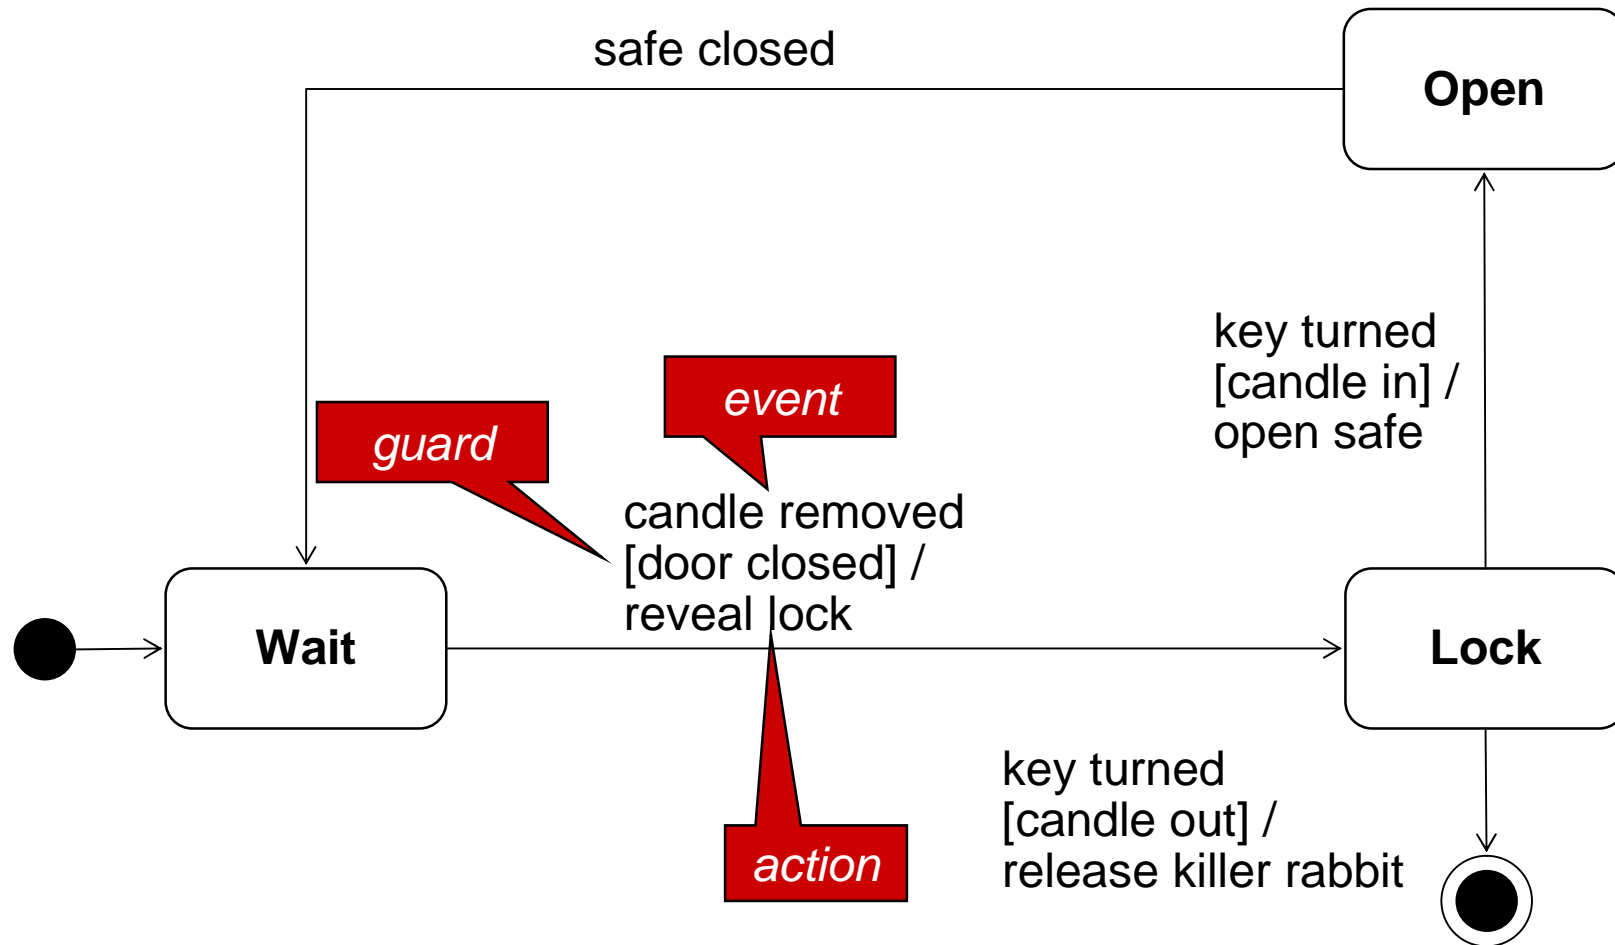 safe closed
Open
key turned
[candle in] /
open safe
event
guard
candle removed
[door closed] /
reveal lock
Wait
Lock
key turned
[candle out] /
release killer rabbit
action